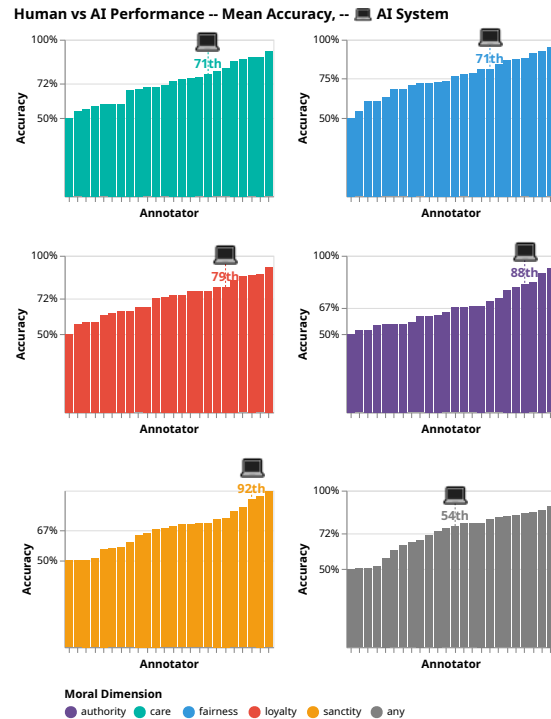 Human vs AI Performance -- Mean Accuracy, -- 💻 AI System
100%
72%
50%
Accuracy
71th
Annotator
100%
75%
50%
Accuracy
71th
Annotator
100%
72%
50%
Accuracy
79th
Annotator
100%
67%
50%
Accuracy
88th
Annotator
67%
50%
Accuracy
92th
Annotator
100%
72%
50%
Accuracy
54th
Annotator
Moral Dimension
authority care fairness loyalty sanctity any